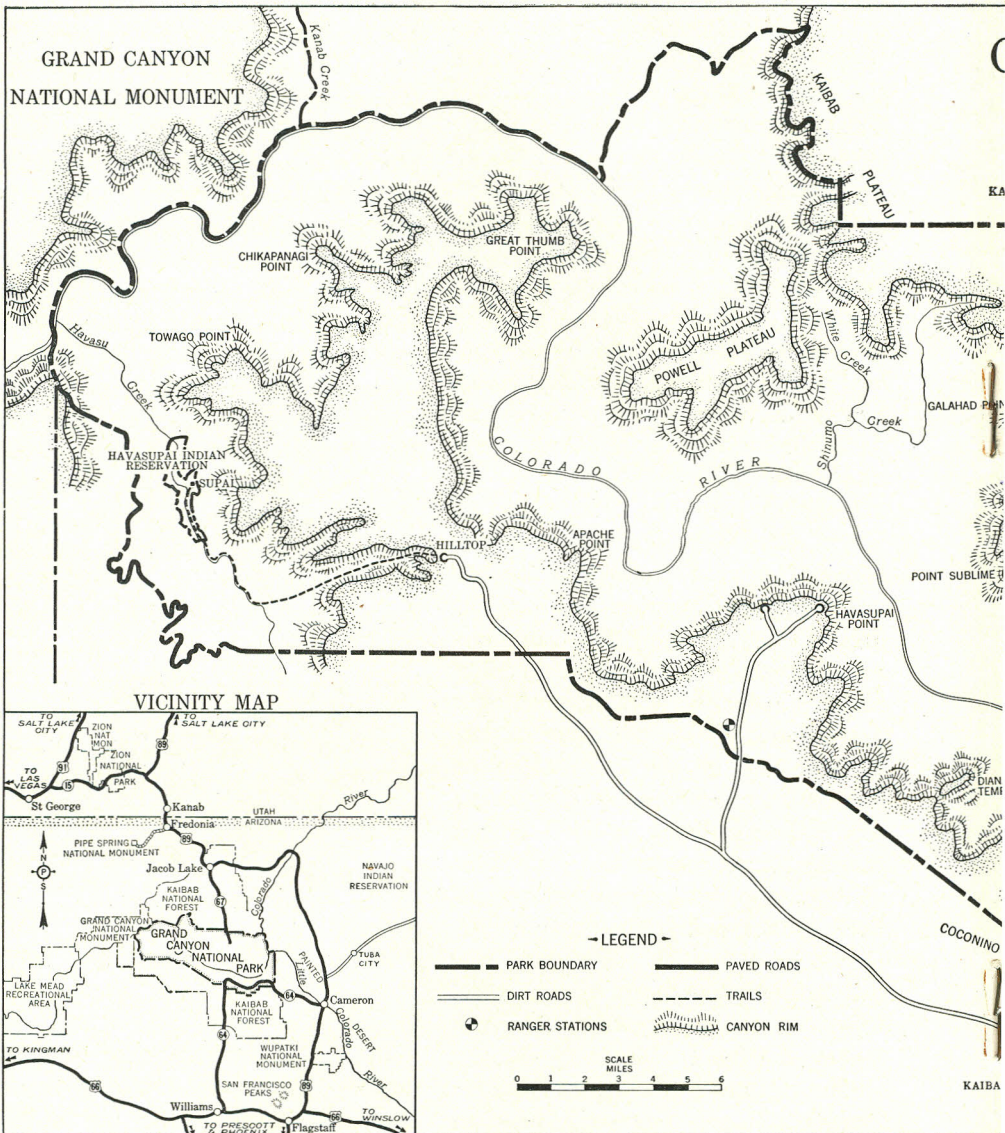 GRAND CANYON
NATIONAL MONUMENT
Kanab Creek
KAIBAB
PLATEAU
GREAT THUMB
POINT
CHIKAPANAGI
POINT
TOWAGO POINT
Havasu
Creek
POWELL
PLATEAU
White Creek
Shinumo
Creek
HAVASUPAI INDIAN
RESERVATION
SUPAI
COLORADO
RIVER
HILLTOP
APACHE
POINT
POINT SUBLIME
HAVASUPAI
POINT
COCONINO
VICINITY MAP
TO
SALT LAKE
CITY
TO
SALT LAKE CITY
ZION
NAT
MON
ZION
NATIONAL
PARK
89
91
15
TO
LAS
VEGAS
St George
Kanab
River
UTAH
ARIZONA
Fredonia
89
PIPE SPRING
NATIONAL MONUMENT
N
P
S
Jacob Lake
NAVAJO
INDIAN
RESERVATION
KAIBAB
NATIONAL
FOREST
67
Colorado
GRAND CANYON
NATIONAL
MONUMENT
GRAND
CANYON
NATIONAL
PARK
PAINTED
DESERT
Little
Colorado
River
TUBA
CITY
LAKE MEAD
RECREATIONAL
AREA
KAIBAB
NATIONAL
FOREST
64
Cameron
64
WUPATKI
NATIONAL
MONUMENT
TO KINGMAN
SAN FRANCISCO
PEAKS
89
66
Williams
66
TO
WINSLOW
TO PRESCOTT
& PHOENIX
Flagstaff
LEGEND
PARK BOUNDARY
PAVED ROADS
DIRT ROADS
TRAILS
RANGER STATIONS
CANYON RIM
SCALE
MILES
0 1 2 3 4 5 6